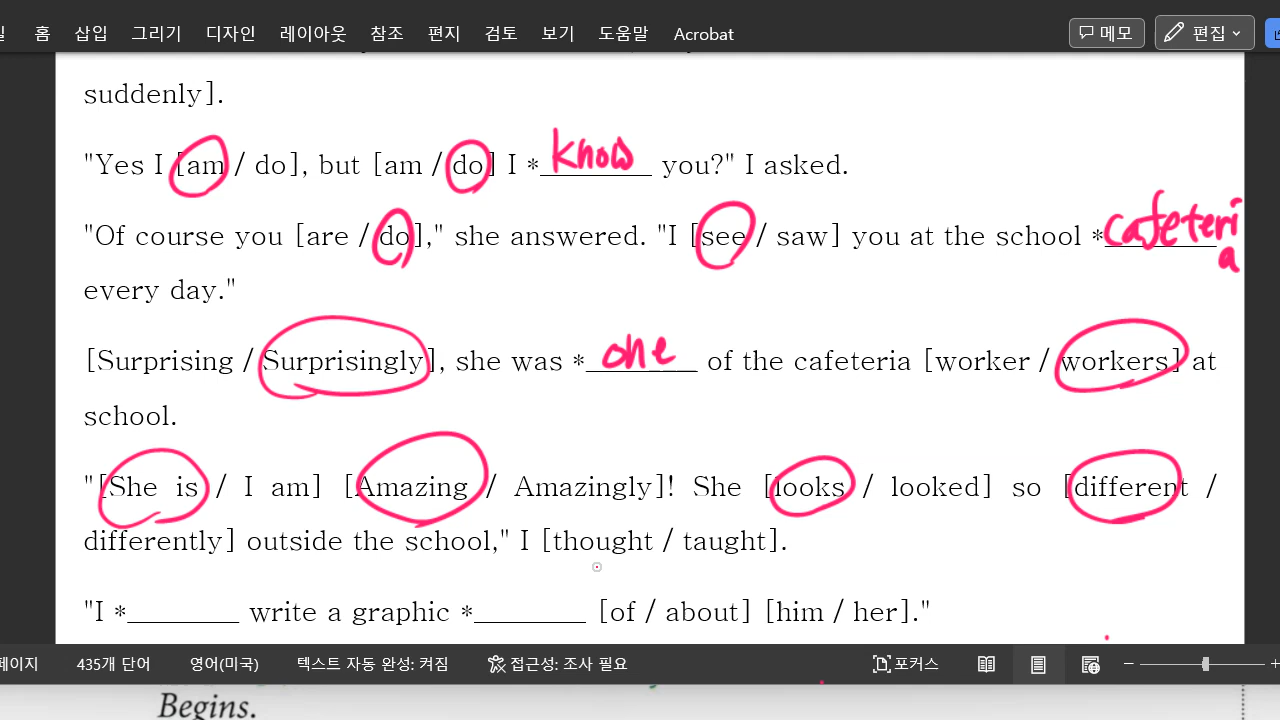 홈 삽입 그리기 디자인 레이아웃 참조 편지 검토 보기 도움말 Acrobat 메모 편집
suddenly].
"Yes I [am / do], but [am / do] I *know you?" I asked.
"Of course you [are / do]," she answered. "I [see / saw] you at the school *cafeteria
every day."
[Surprising / Surprisingly], she was *one of the cafeteria [worker / workers] at
school.
"[She is / I am] [Amazing / Amazingly]! She [looks / looked] so [different /
differently] outside the school," I [thought / taught].
"I *________ write a graphic *________ [of / about] [him / her]."
435개 단어 영어(미국) 텍스트 자동 완성: 켜짐 접근성: 조사 필요 포커스
Begins.